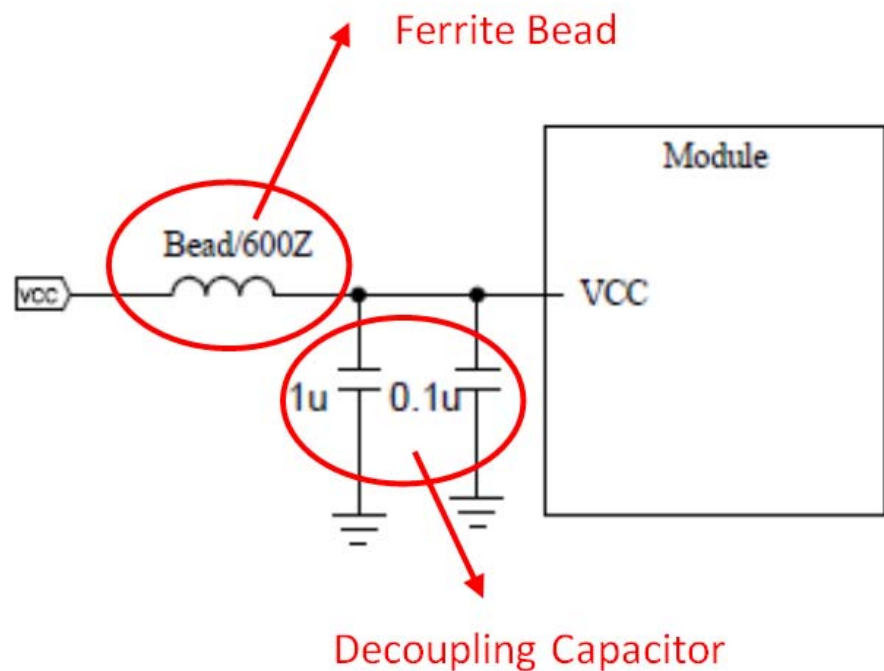 Ferrite Bead
Module
Bead/600Z
VCC
VCC
1u
0.1u
Decoupling Capacitor